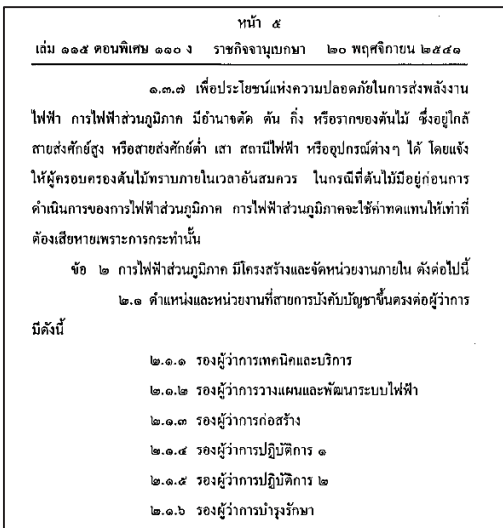 หน้า ๕
เล่ม ๑๑๕ ตอนพิเศษ ๑๑๐ ง ราชกิจจานุเบกษา ๒๐ พฤศจิกายน ๒๕๔๑
๑.๓.๗ เพื่อประโยชน์แห่งความปลอดภัยในการส่งพลังงาน
ไฟฟ้า การไฟฟ้าส่วนภูมิภาค มีอำนาจตัด ต้น กิ่ง หรือรากของต้นไม้ ซึ่งอยู่ใกล้
สายส่งศักย์สูง หรือสายส่งศักย์ต่ำ เสา สถานีไฟฟ้า หรืออุปกรณ์ต่างๆ ได้ โดยแจ้ง
ให้ผู้ครอบครองต้นไม้ทราบภายในเวลาอันสมควร ในกรณีที่ต้นไม้มีอยู่ก่อนการ
ดำเนินการของการไฟฟ้าส่วนภูมิภาค การไฟฟ้าส่วนภูมิภาคจะใช้ค่าทดแทนให้เท่าที่
ต้องเสียหายเพราะการกระทำนั้น
ข้อ ๒ การไฟฟ้าส่วนภูมิภาค มีโครงสร้างและจัดหน่วยงานภายใน ดังต่อไปนี้
๒.๑ ตำแหน่งและหน่วยงานที่สายการบังคับบัญชาขึ้นตรงต่อผู้ว่าการ
มีดังนี้
๒.๑.๑ รองผู้ว่าการเทคนิคและบริการ
๒.๑.๒ รองผู้ว่าการวางแผนและพัฒนาระบบไฟฟ้า
๒.๑.๓ รองผู้ว่าการก่อสร้าง
๒.๑.๔ รองผู้ว่าการปฏิบัติการ ๑
๒.๑.๕ รองผู้ว่าการปฏิบัติการ ๒
๒.๑.๖ รองผู้ว่าการบำรุงรักษา